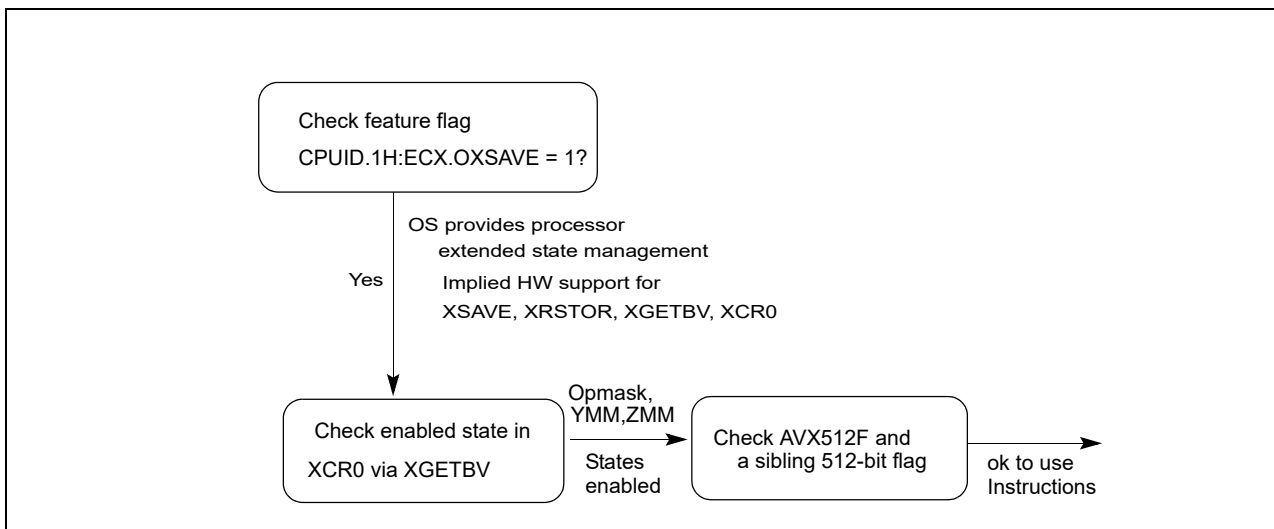 Check feature flag
CPUID.1H:ECX.OXSAVE = 1?
OS provides processor
extended state management
Yes
Implied HW support for
XSAVE, XRSTOR, XGETBV, XCR0
Check enabled state in
XCR0 via XGETBV
Opmask,
YMM,ZMM
States
enabled
Check AVX512F and
a sibling 512-bit flag
ok to use
Instructions